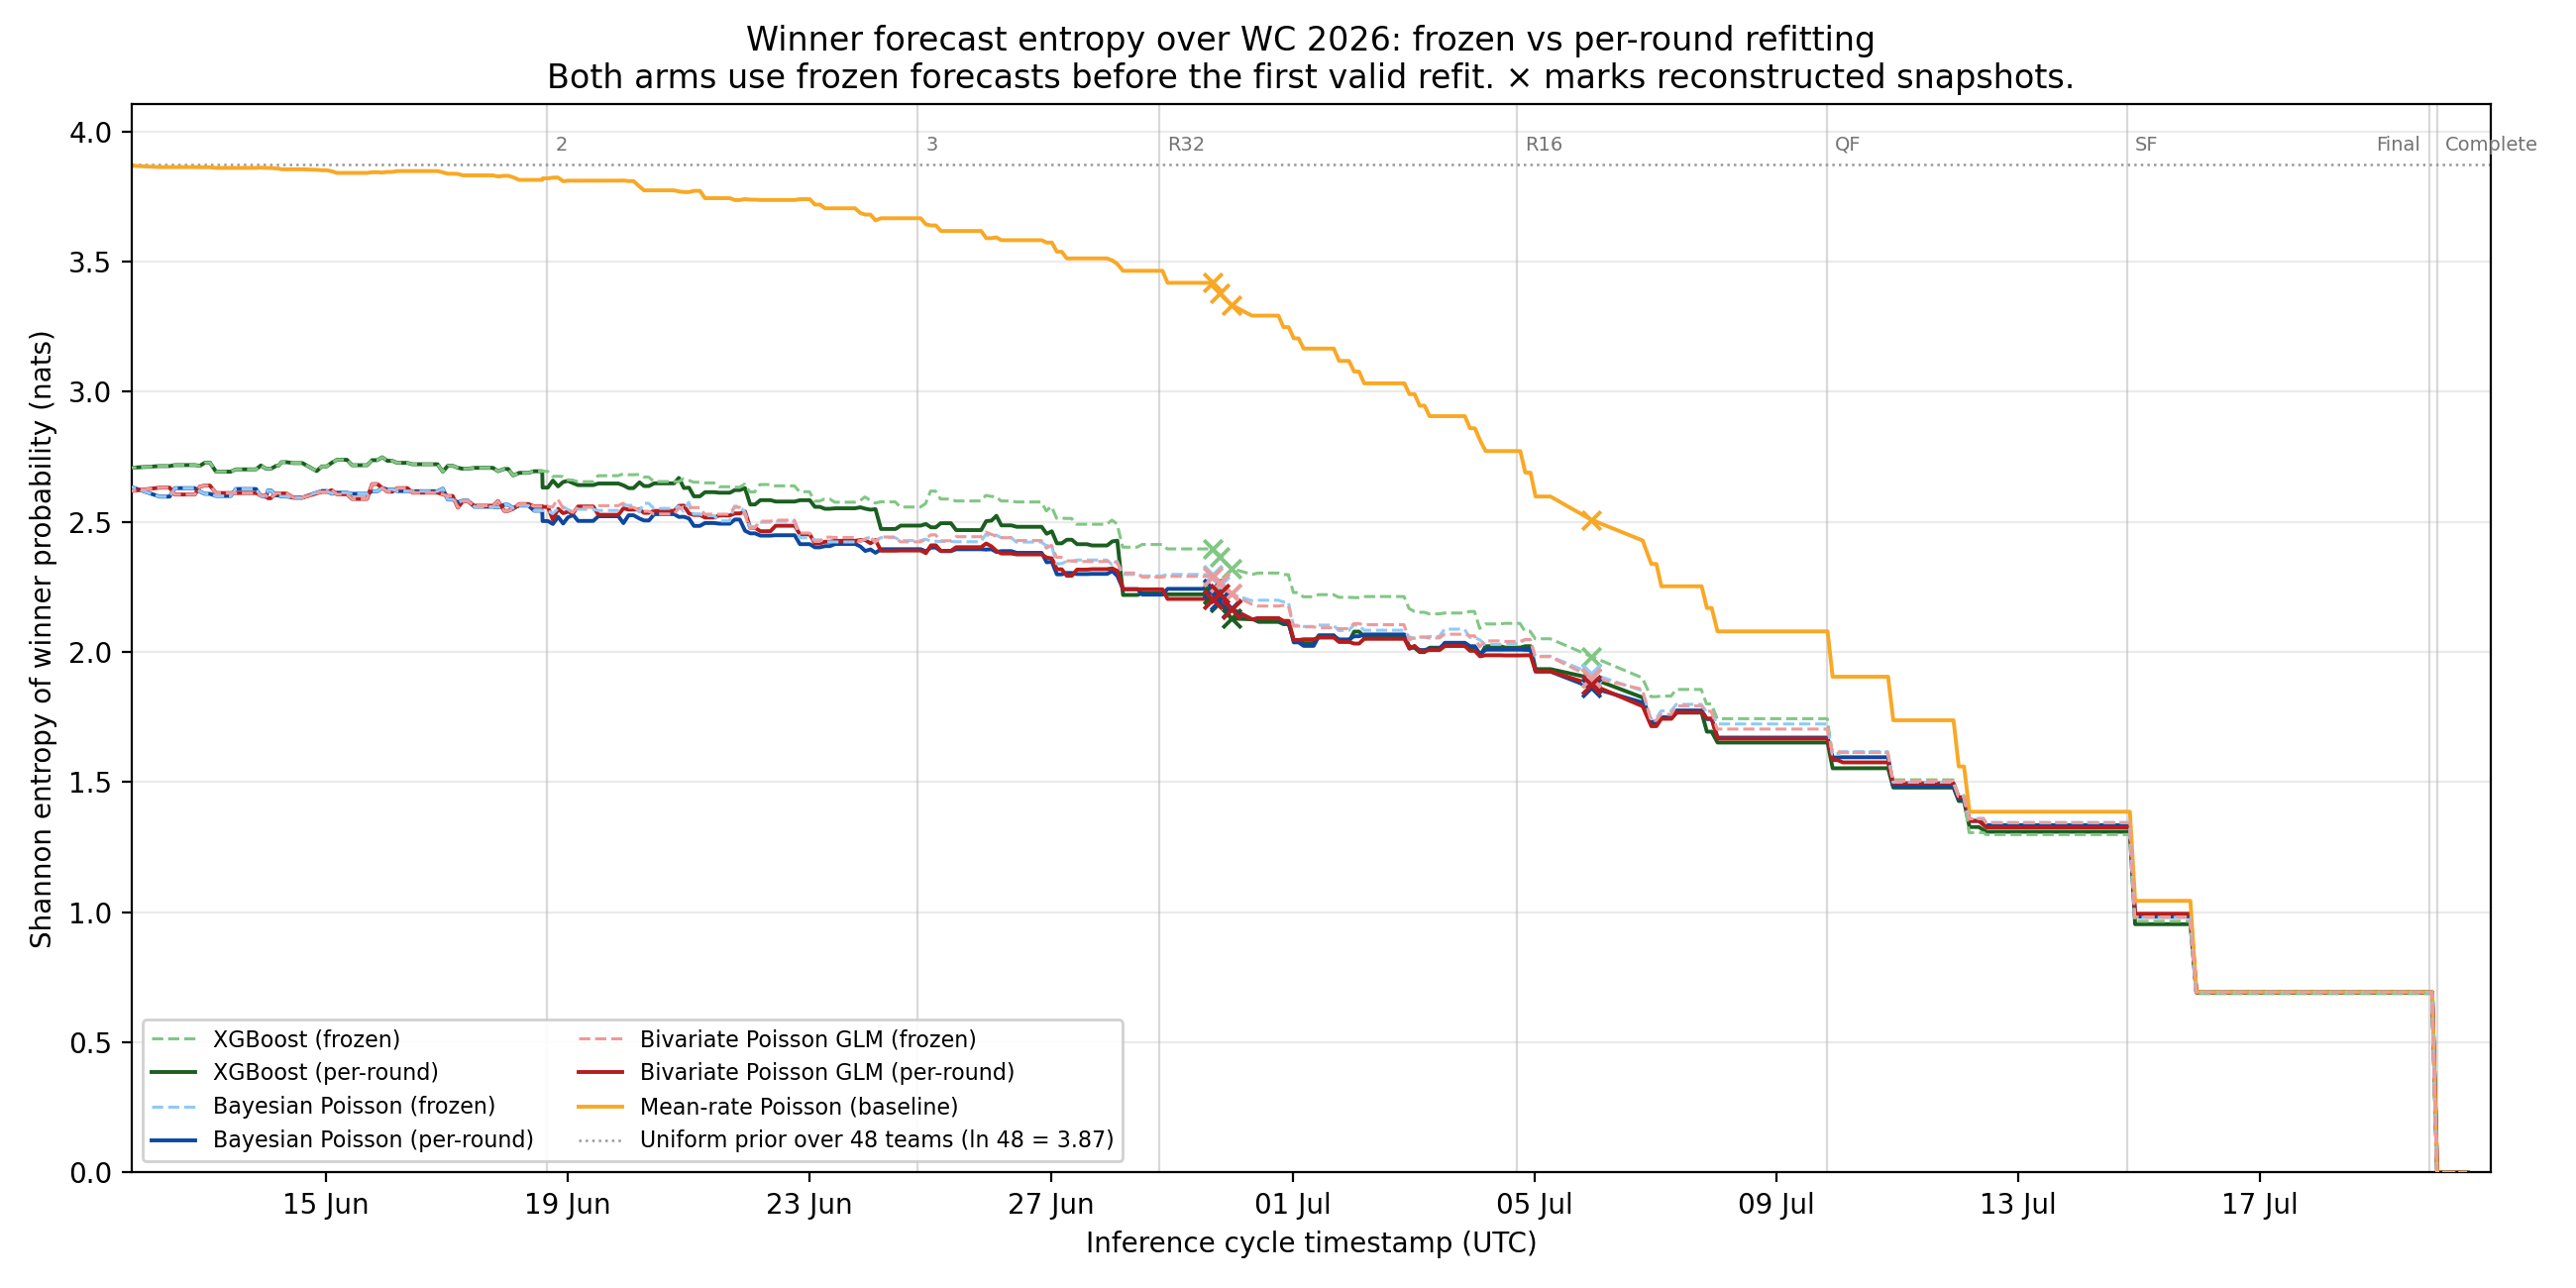 Winner forecast entropy over WC 2026: frozen vs per-round refitting
Both arms use frozen forecasts before the first valid refit. × marks reconstructed snapshots.
Shannon entropy of winner probability (nats)
4.0
3.5
3.0
2.5
2.0
1.5
1.0
0.5
0.0
2
3
R32
R16
QF
SF
Final
Complete
XGBoost (frozen)
XGBoost (per-round)
Bayesian Poisson (frozen)
Bayesian Poisson (per-round)
Bivariate Poisson GLM (frozen)
Bivariate Poisson GLM (per-round)
Mean-rate Poisson (baseline)
Uniform prior over 48 teams (ln 48 = 3.87)
15 Jun
19 Jun
23 Jun
27 Jun
01 Jul
05 Jul
09 Jul
13 Jul
17 Jul
Inference cycle timestamp (UTC)